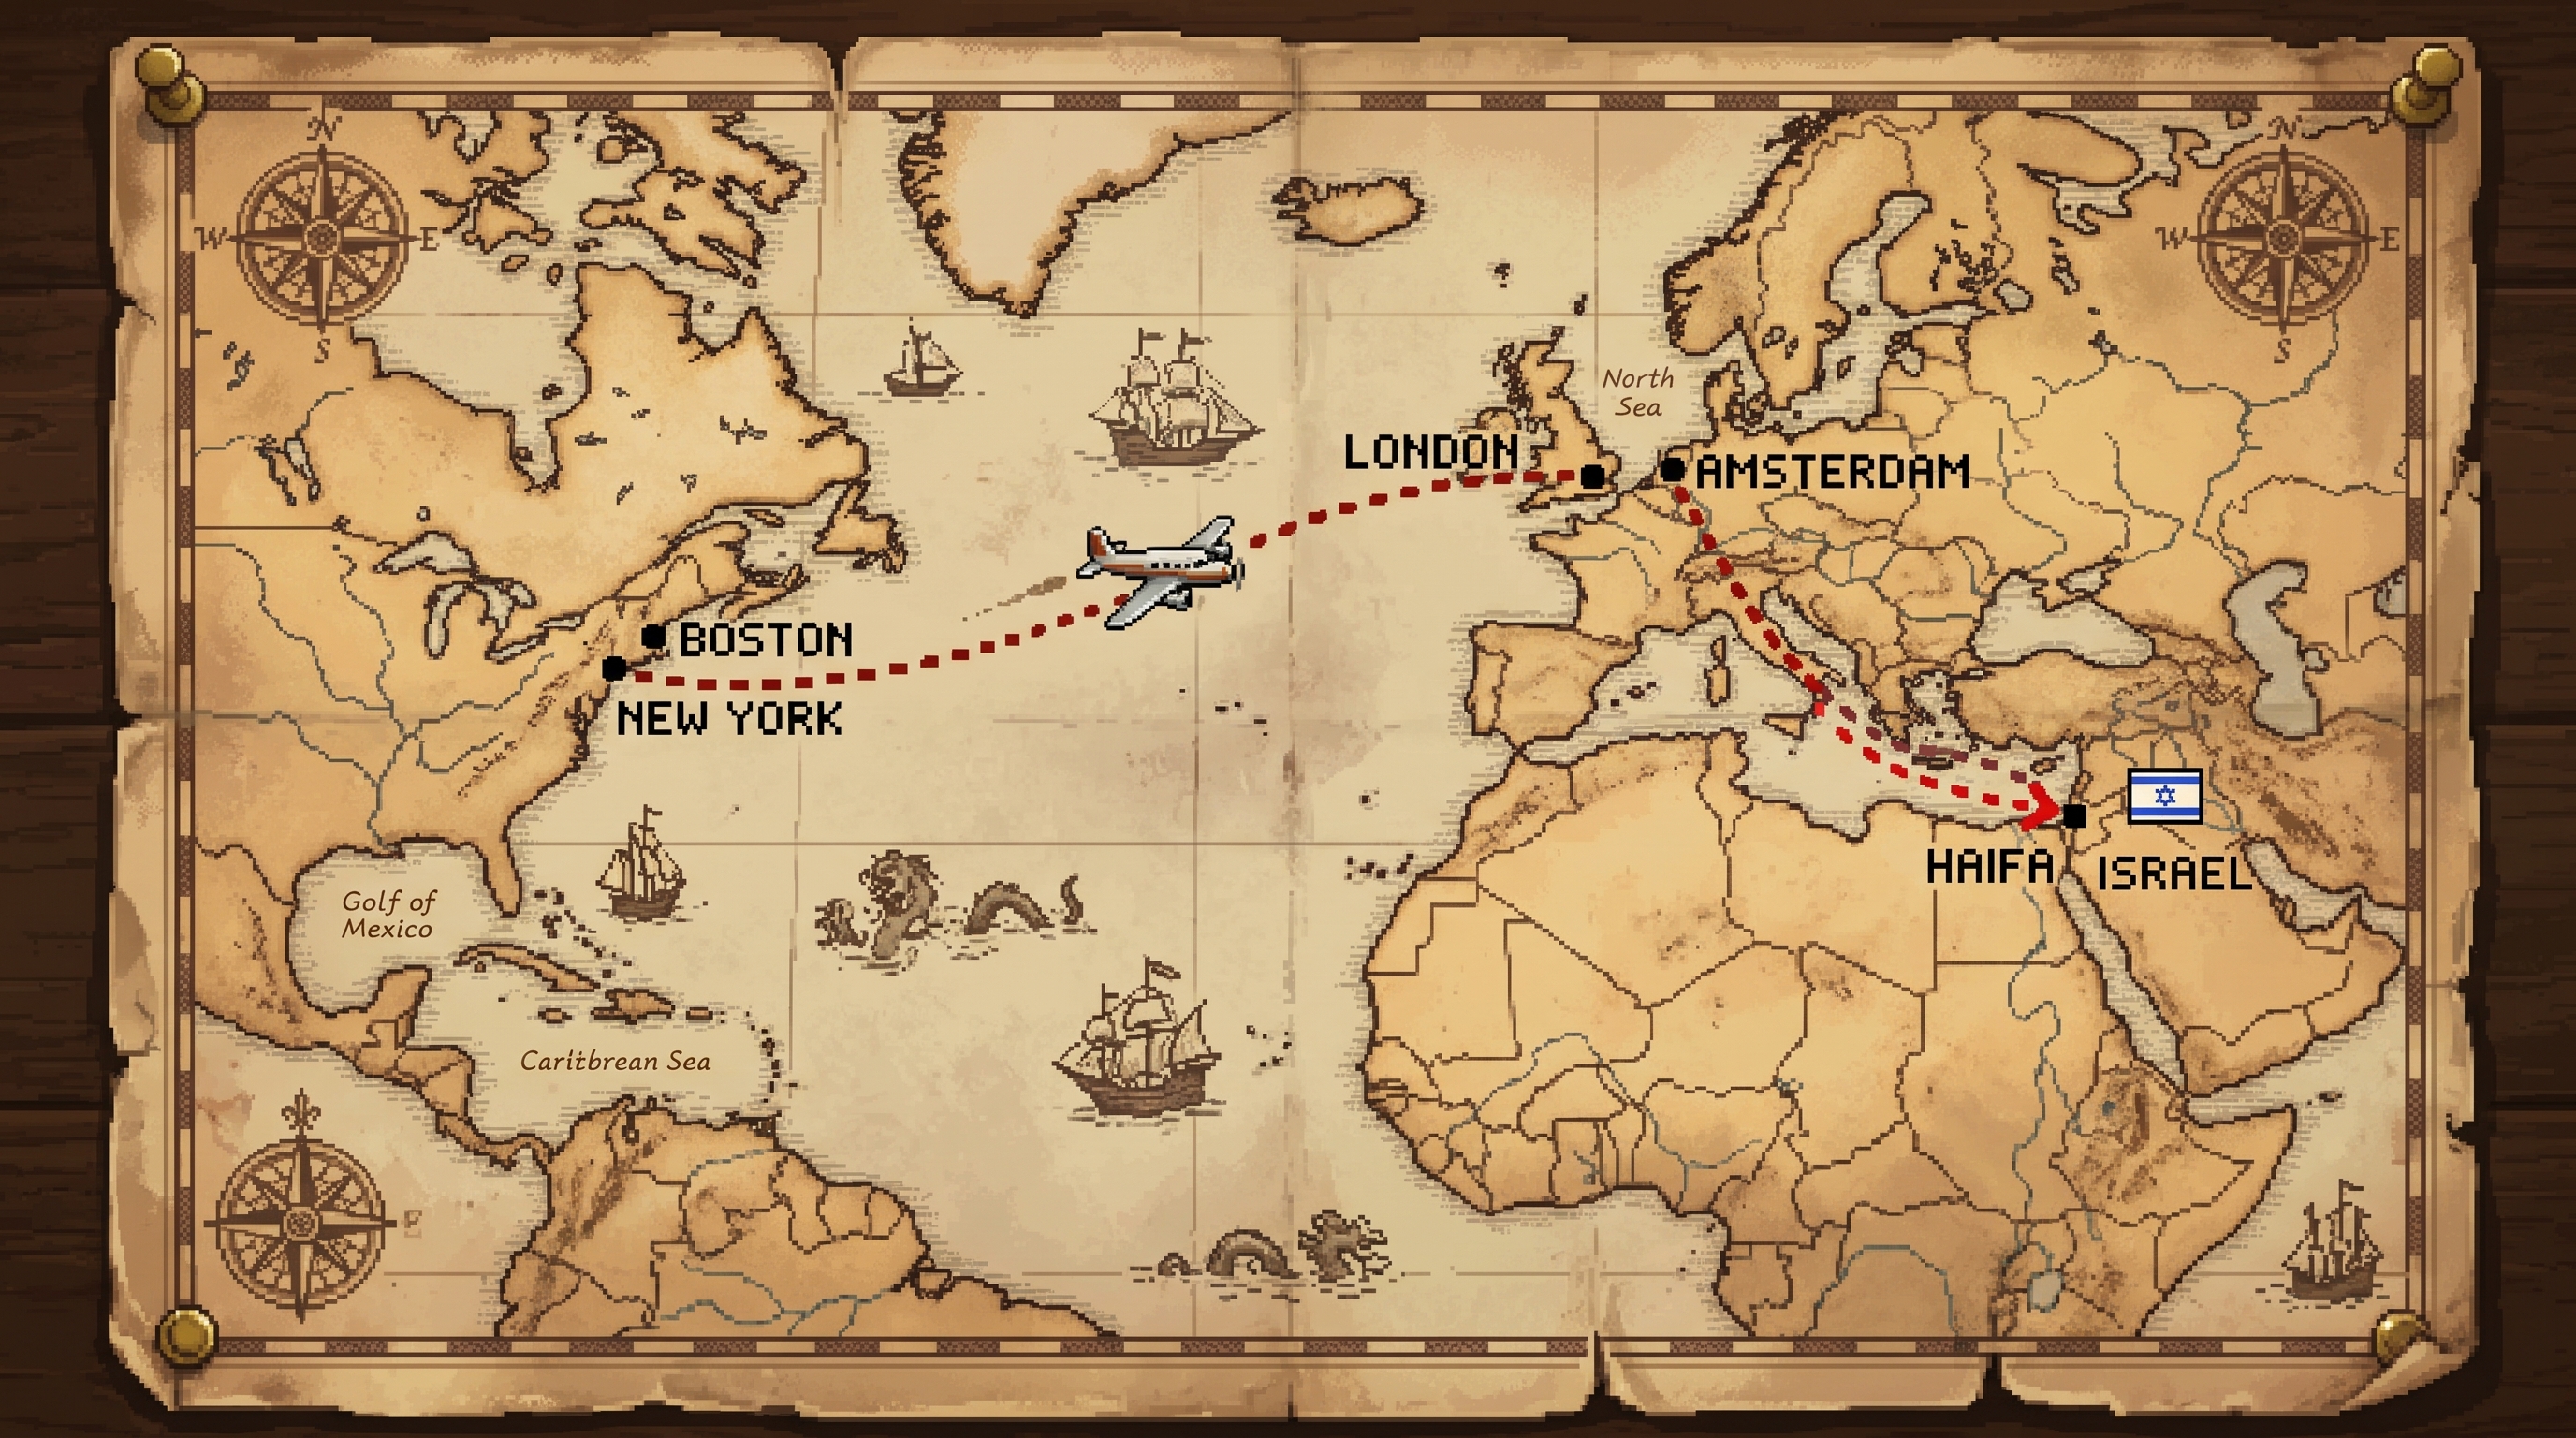 N
W
E
S
N
W
E
S
North
Sea
LONDON
AMSTERDAM
BOSTON
NEW YORK
HAIFA
ISRAEL
Golf of
Mexico
Caritbrean Sea
E